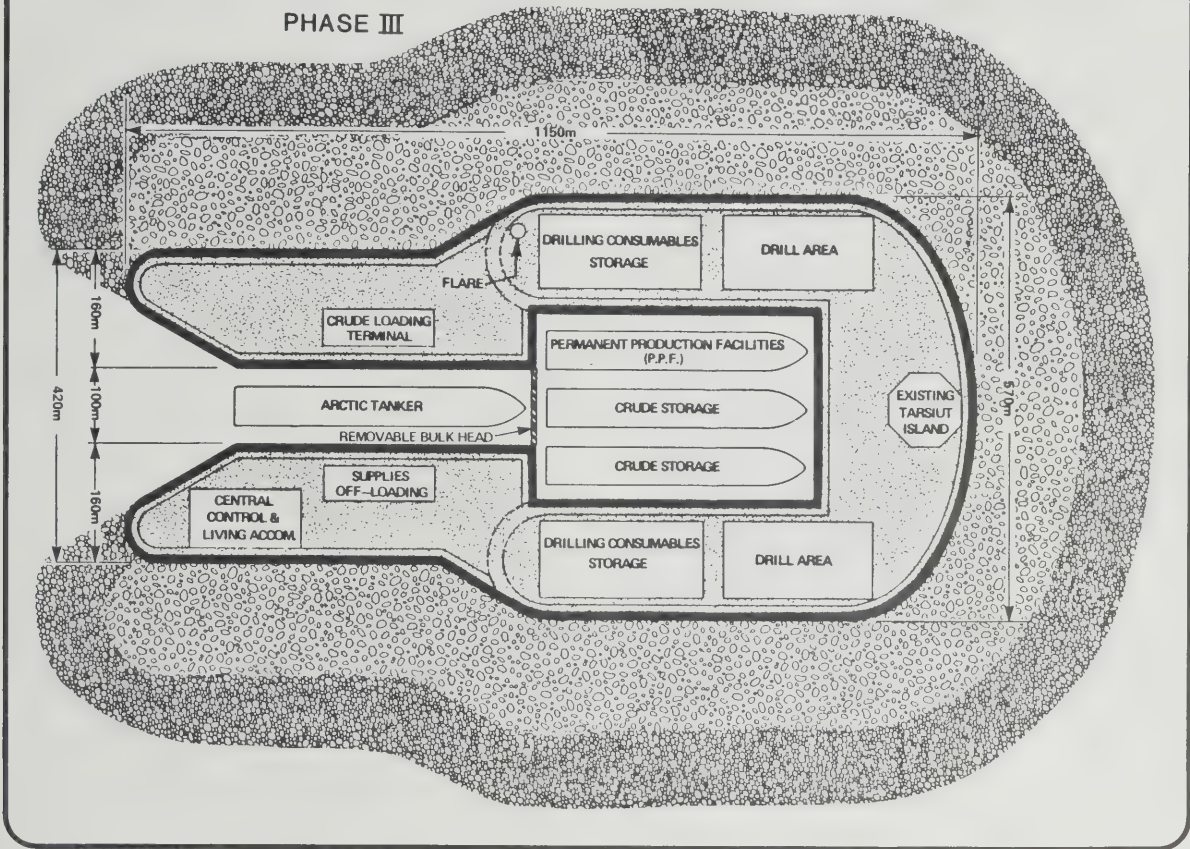 PHASE III
1150m
DRILLING CONSUMABLES
STORAGE
DRILL AREA
FLARE
160m
CRUDE LOADING
TERMINAL
PERMANENT PRODUCTION FACILITIES
(P.P.F.)
420m
100m
ARCTIC TANKER
CRUDE STORAGE
EXISTING
TARSIUT
ISLAND
570m
REMOVABLE BULK HEAD
CRUDE STORAGE
SUPPLIES
OFF-LOADING
160m
CENTRAL
CONTROL &
LIVING ACCOM.
DRILLING CONSUMABLES
STORAGE
DRILL AREA